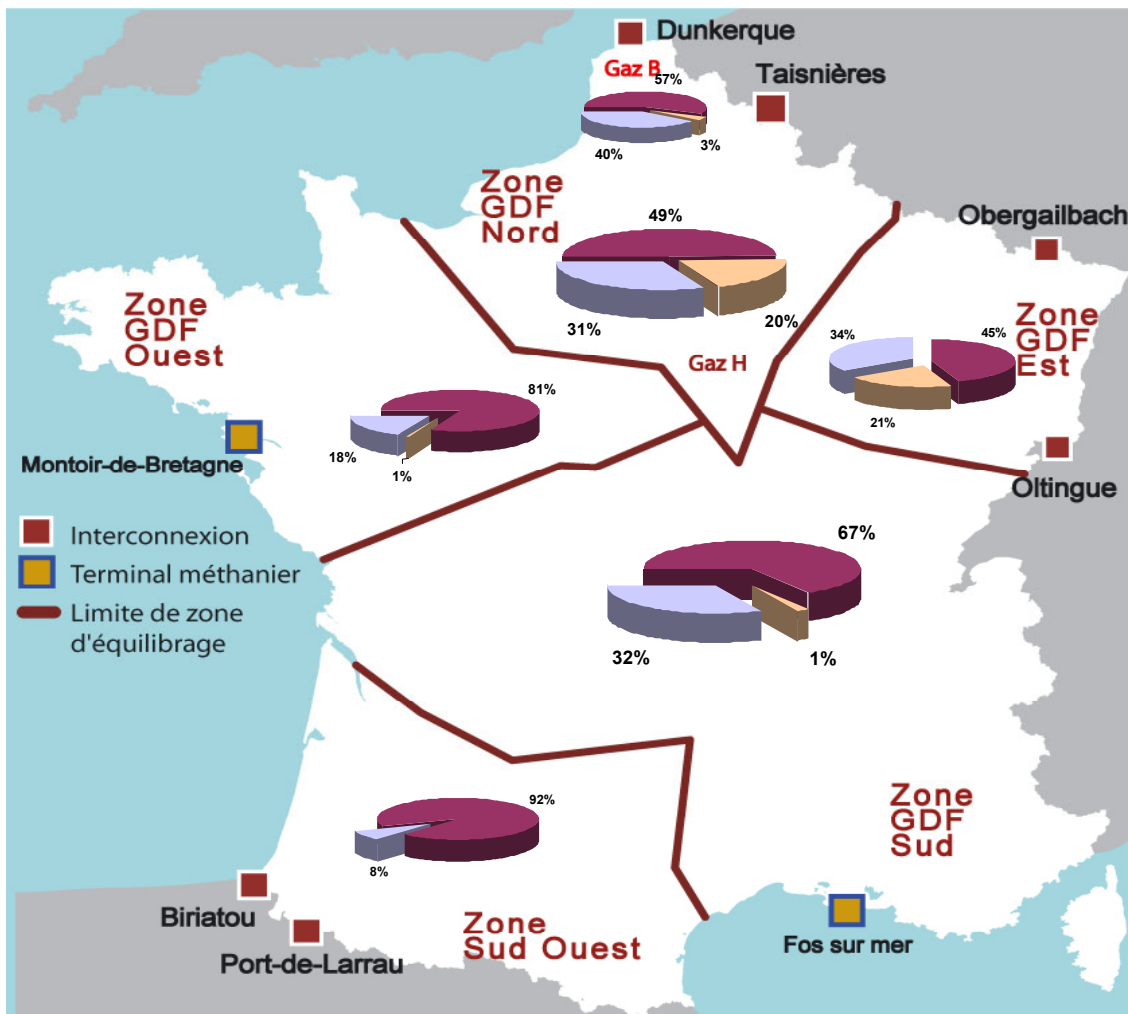 Dunkerque
Gaz B
57%
Taisnières
40%
3%
Zone
GDF
Nord
49%
Obergailbach
31%
20%
Zone
GDF
Ouest
Zone
GDF
Est
34%
45%
Gaz H
21%
81%
18%
1%
Montoir-de-Bretagne
Oltingue
Interconnexion
Terminal méthanier
Limite de zone
d'équilibrage
67%
32%
1%
92%
8%
Zone
GDF
Sud
Biriatou
Port-de-Larrau
Zone
Sud Ouest
Fos sur mer